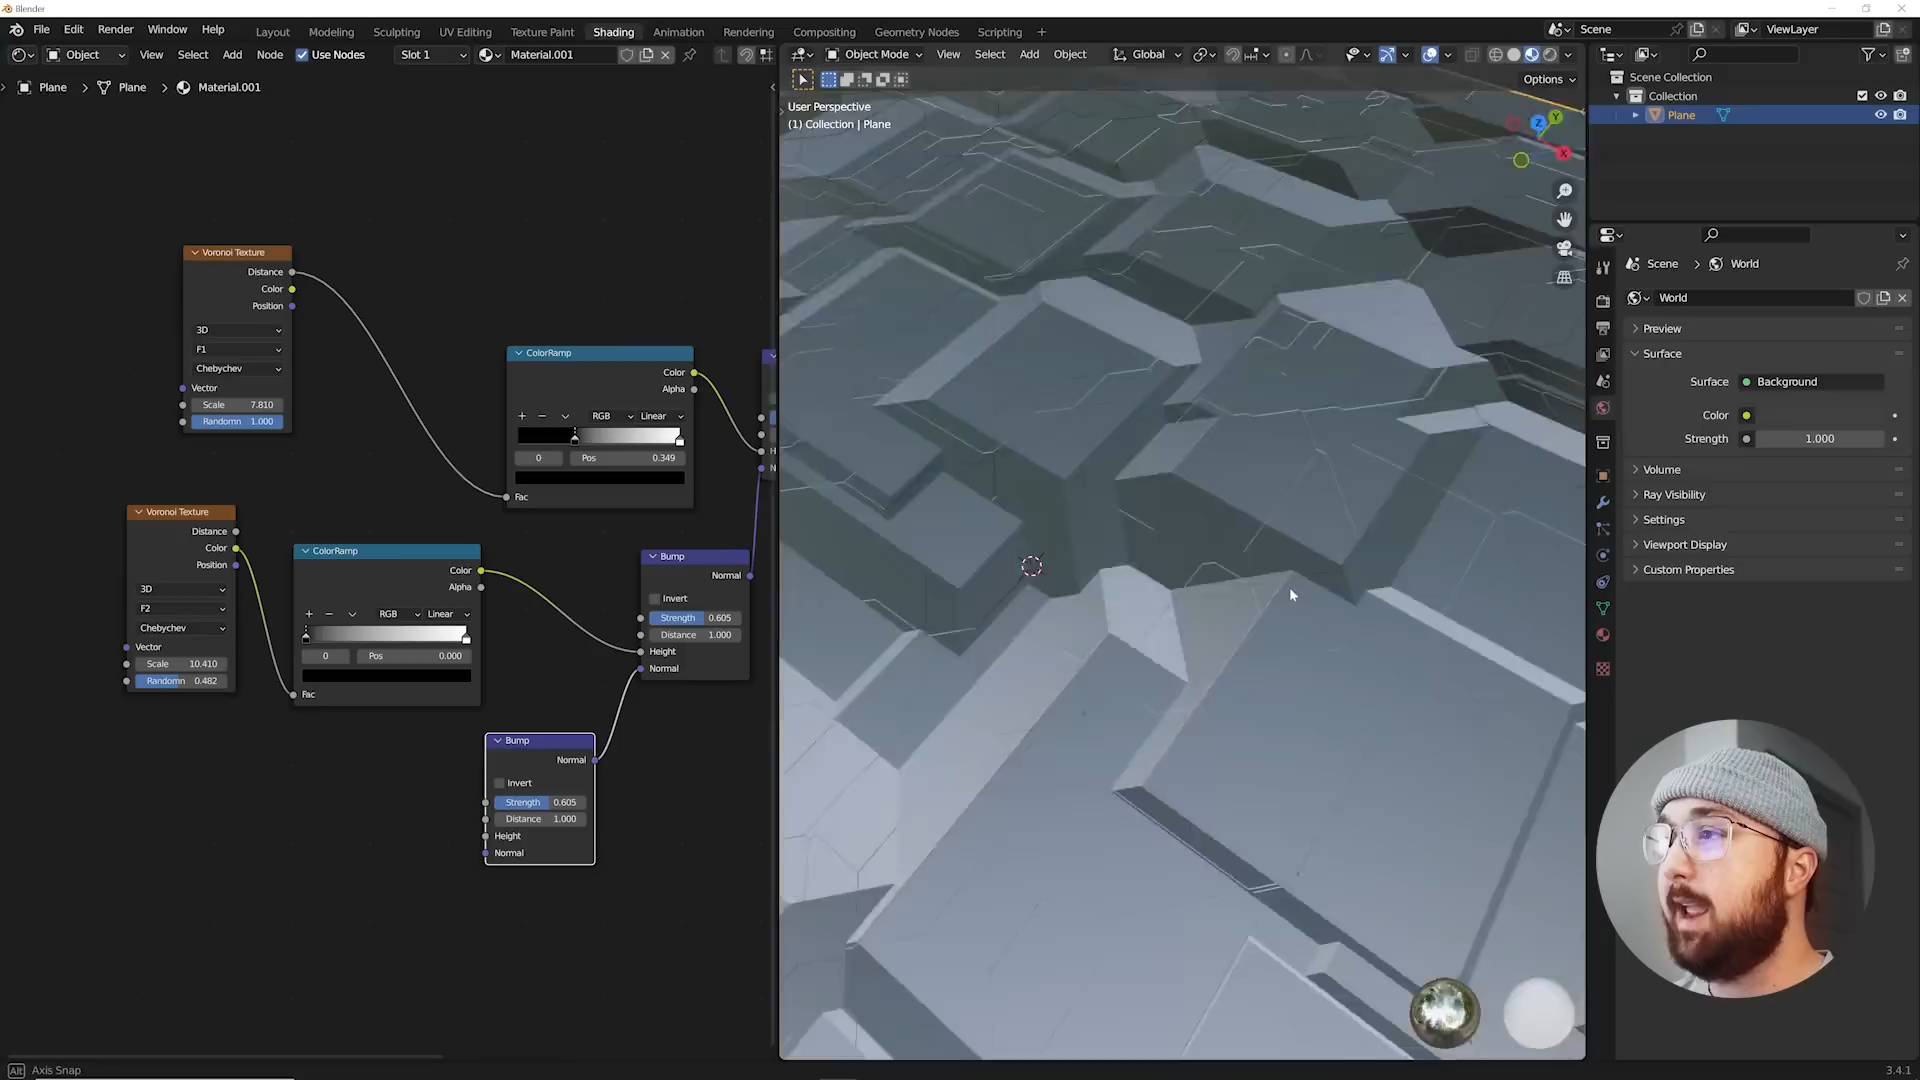 Blender
File Edit Render Window Help
Layout Modeling Sculpting UV Editing Texture Paint Shading Animation Rendering Compositing Geometry Nodes Scripting +
Scene
ViewLayer
Object View Select Add Node Use Nodes Slot 1 Material.001
Object Mode View Select Add Object Global
Options
Plane > Plane > Material.001
User Perspective
(1) Collection | Plane
Z Y X
Scene Collection
Collection
Plane
Scene > World
World
Preview
Surface
Surface Background
Color
Strength 1.000
Volume
Ray Visibility
Settings
Viewport Display
Custom Properties
Voronoi Texture
Distance
Color
Position
3D
F1
Chebychev
Vector
Scale 7.810
Randomn 1.000
ColorRamp
Color
Alpha
+ − RGB Linear
0 Pos 0.349
Fac
Voronoi Texture
Distance
Color
Position
3D
F2
Chebychev
Vector
Scale 10.410
Randomn 0.482
ColorRamp
Color
Alpha
+ − RGB Linear
0 Pos 0.000
Fac
Bump
Normal
Invert
Strength 0.605
Distance 1.000
Height
Normal
Bump
Normal
Invert
Strength 0.605
Distance 1.000
Height
Normal
H
N
Alt Axis Snap
3.4.1